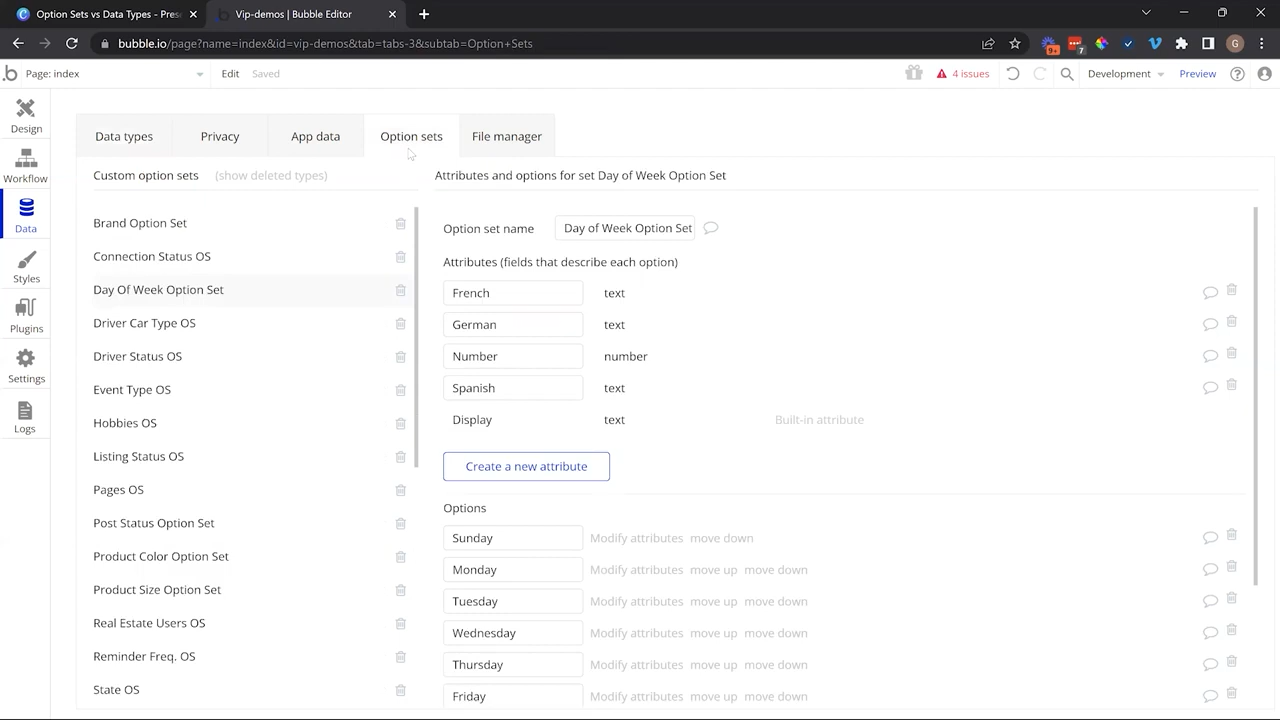 Option Sets vs Data Types - Pres
Vip-demos | Bubble Editor
bubble.io/page?name=index&id=vip-demos&tab=tabs-3&subtab=Option+Sets
9+
7
G
Page: index
Edit
Saved
4 issues
Development
Preview
Design
Workflow
Data
Styles
Plugins
Settings
Logs
Data types
Privacy
App data
Option sets
File manager
Custom option sets
(show deleted types)
Brand Option Set
Connection Status OS
Day Of Week Option Set
Driver Car Type OS
Driver Status OS
Event Type OS
Habits OS
Listing Status OS
Pages OS
Post Status Option Set
Product Color Option Set
Product Size Option Set
Real Estate Users OS
Reminder Freq. OS
State OS
Attributes and options for set Day of Week Option Set
Option set name
Day of Week Option Set
Attributes (fields that describe each option)
French text
German text
Number number
Spanish text
Display text Built-in attribute
Create a new attribute
Options
Sunday Modify attributes move down
Monday Modify attributes move up move down
Tuesday Modify attributes move up move down
Wednesday Modify attributes move up move down
Thursday Modify attributes move up move down
Friday Modify attributes move up move down